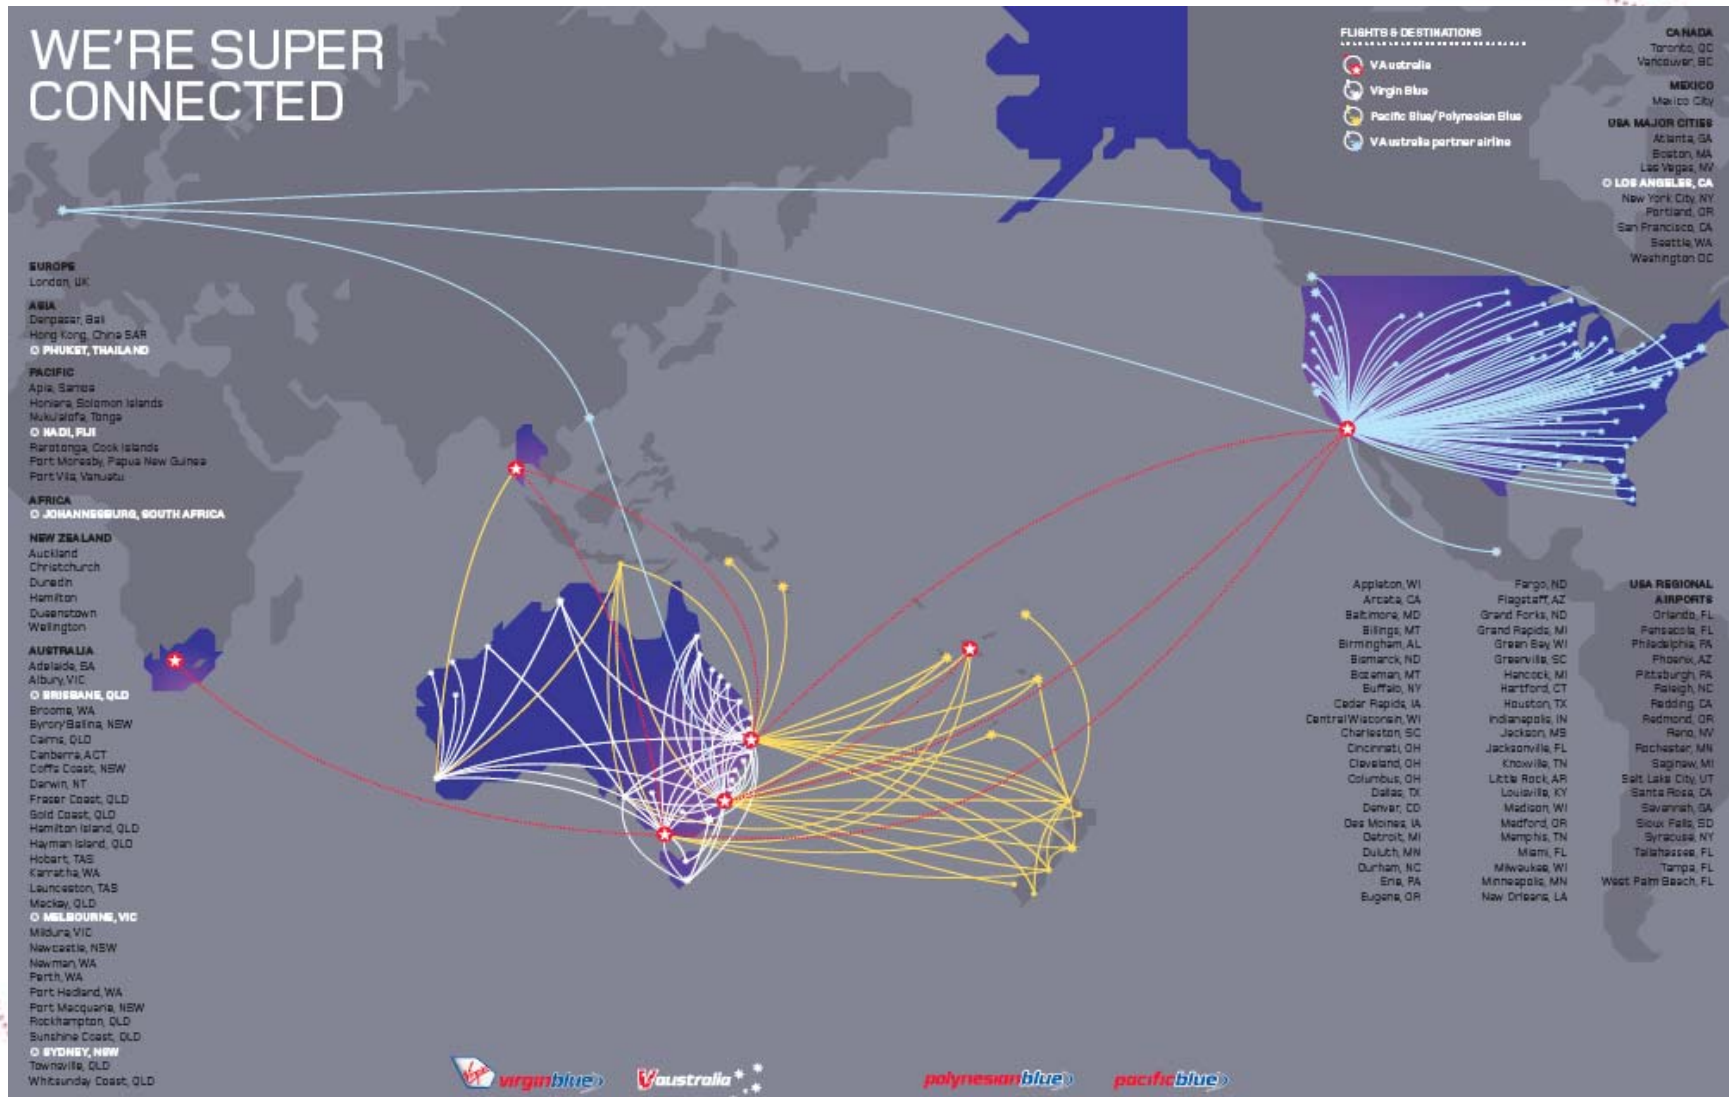 WE'RE SUPER
CONNECTED
FLIGHTS & DESTINATIONS
V Australia
Virgin Blue
Pacific Blue/Polynesian Blue
V Australia partner airline
CANADA
Toronto, QC
Vancouver, BC
MEXICO
Mexico City
USA MAJOR CITIES
Atlanta, GA
Boston, MA
Las Vegas, NV
LOS ANGELES, CA
New York City, NY
Portland, OR
San Francisco, CA
Seattle, WA
Washington DC
EUROPE
London, UK
ASIA
Denpasar, Bali
Hong Kong, China SAR
PHUKET, THAILAND
PACIFIC
Apia, Samoa
Honiara, Solomon Islands
Nuku'alofa, Tonga
NADI, FIJI
Rarotonga, Cook Islands
Port Moresby, Papua New Guinea
Port Vila, Vanuatu
AFRICA
JOHANNESBURG, SOUTH AFRICA
NEW ZEALAND
Auckland
Christchurch
Dunedin
Hamilton
Queenstown
Wellington
AUSTRALIA
Adelaide, SA
Albury, VIC
BRISBANE, QLD
Broome, WA
Byron/Ballina, NSW
Cairns, QLD
Canberra, ACT
Coffs Coast, NSW
Darwin, NT
Fraser Coast, QLD
Gold Coast, QLD
Hamilton Island, QLD
Hayman Island, QLD
Hobart, TAS
Karratha, WA
Launceston, TAS
Mackay, QLD
MELBOURNE, VIC
Mildura, VIC
Newcastle, NSW
Newman, WA
Perth, WA
Port Hedland, WA
Port Macquarie, NSW
Rockhampton, QLD
Sunshine Coast, QLD
SYDNEY, NSW
Townsville, QLD
Whitsunday Coast, QLD
Appleton, WI
Arcata, CA
Baltimore, MD
Billings, MT
Birmingham, AL
Bismarck, ND
Bozeman, MT
Buffalo, NY
Cedar Rapids, IA
Central Wisconsin, WI
Charleston, SC
Cincinnati, OH
Cleveland, OH
Columbus, OH
Dallas, TX
Denver, CO
Des Moines, IA
Detroit, MI
Duluth, MN
Durham, NC
Erie, PA
Eugene, OR
Fargo, ND
Flagstaff, AZ
Grand Forks, ND
Grand Rapids, MI
Green Bay, WI
Greenville, SC
Hancock, MI
Hartford, CT
Houston, TX
Indianapolis, IN
Jackson, MS
Jacksonville, FL
Knoxville, TN
Little Rock, AR
Louisville, KY
Madison, WI
Medford, OR
Memphis, TN
Miami, FL
Milwaukee, WI
Minneapolis, MN
New Orleans, LA
USA REGIONAL
AIRPORTS
Orlando, FL
Pensacola, FL
Philadelphia, PA
Phoenix, AZ
Pittsburgh, PA
Raleigh, NC
Redding, CA
Redmond, OR
Reno, NV
Rochester, MN
Saginaw, MI
Salt Lake City, UT
Santa Rosa, CA
Savannah, GA
Sioux Falls, SD
Syracuse, NY
Tallahassee, FL
Tampa, FL
West Palm Beach, FL
Virgin virginblue
Vaustralia
polynesianblue
pacificblue